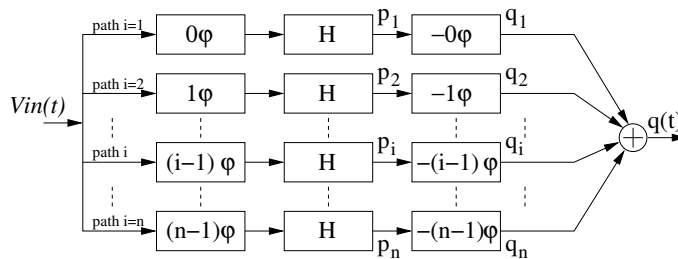 path i=1 0φ H p1 −0φ q1
path i=2 1φ H p2 −1φ q2
Vin(t)
q(t)
path i (i−1) φ H pi −(i−1) φ qi
path i=n (n−1)φ H pn −(n−1)φ qn